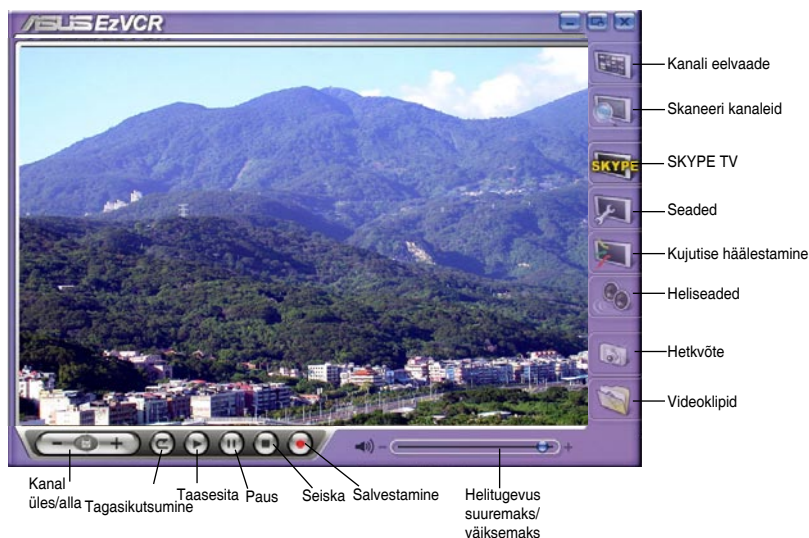 ASUS EzVCR
Kanali eelvaade
Skaneeri kanaleid
SKYPE
SKYPE TV
Seaded
Kujutise häälestamine
Heliseaded
Hetkvõte
Videoklipid
Kanal
üles/alla
Tagasikutsumine
Taasesita
Paus
Seiska
Salvestamine
Helitugevus
suuremaks/
väiksemaks